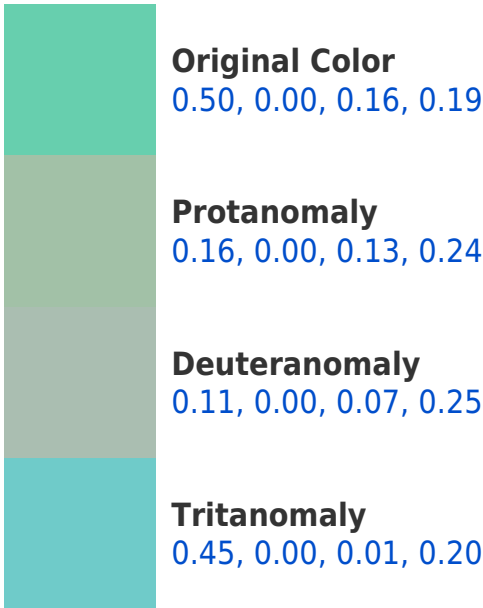 Original Color
0.50, 0.00, 0.16, 0.19
Protanomaly
0.16, 0.00, 0.13, 0.24
Deuteranomaly
0.11, 0.00, 0.07, 0.25
Tritanomaly
0.45, 0.00, 0.01, 0.20